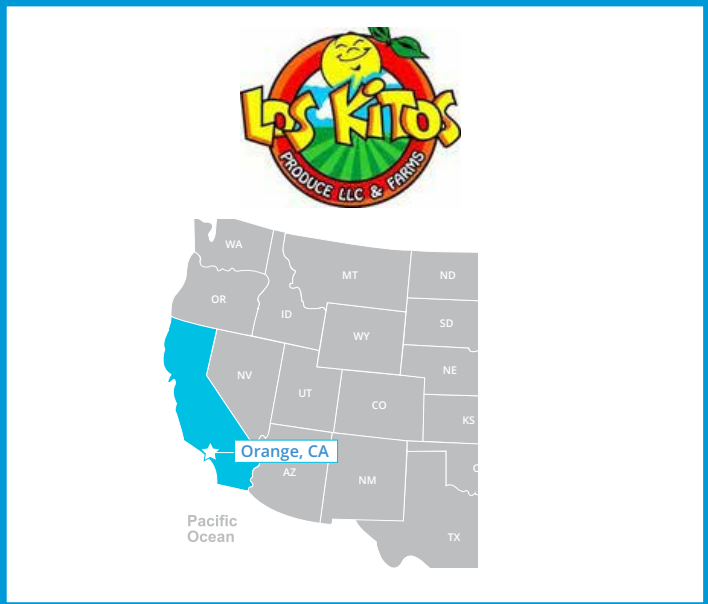 LOS KITOS
PRODUCE LLC & FARMS
WA
MT
ND
OR
ID
SD
WY
NE
NV
UT
CO
KS
Orange, CA
AZ
NM
Pacific
Ocean
TX